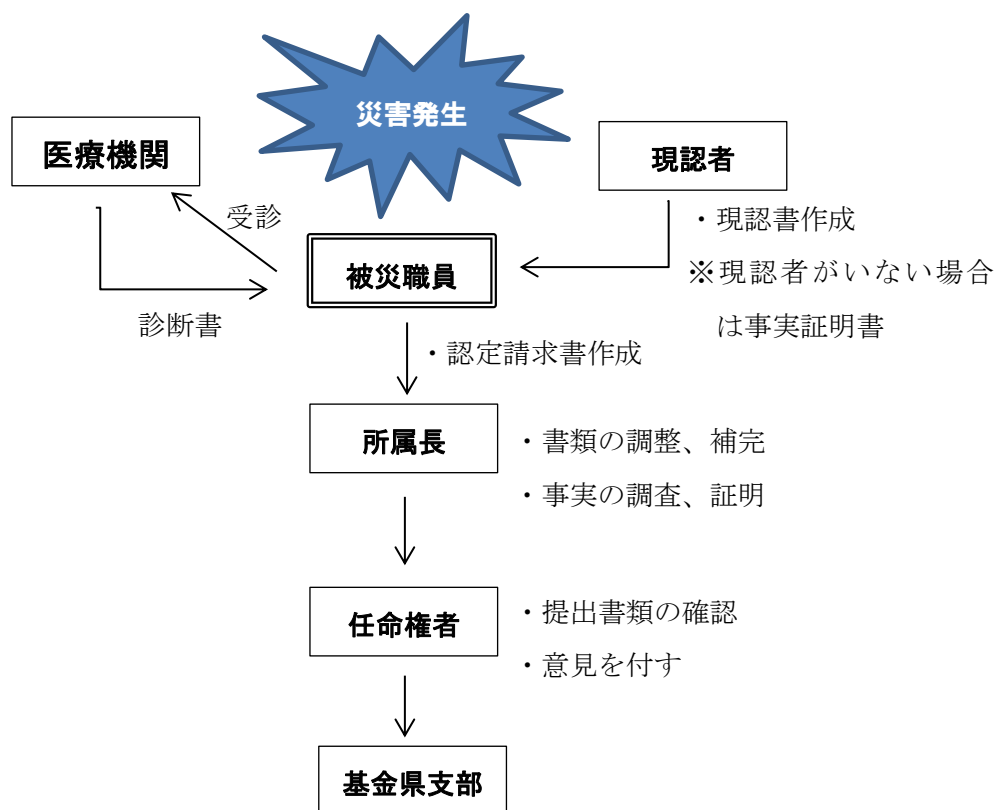 災害発生
医療機関
現認者
受診
・現認書作成
被災職員
※現認者がいない場合
は事実証明書
診断書
・認定請求書作成
所属長
・書類の調整、補完
・事実の調査、証明
任命権者
・提出書類の確認
・意見を付す
基金県支部